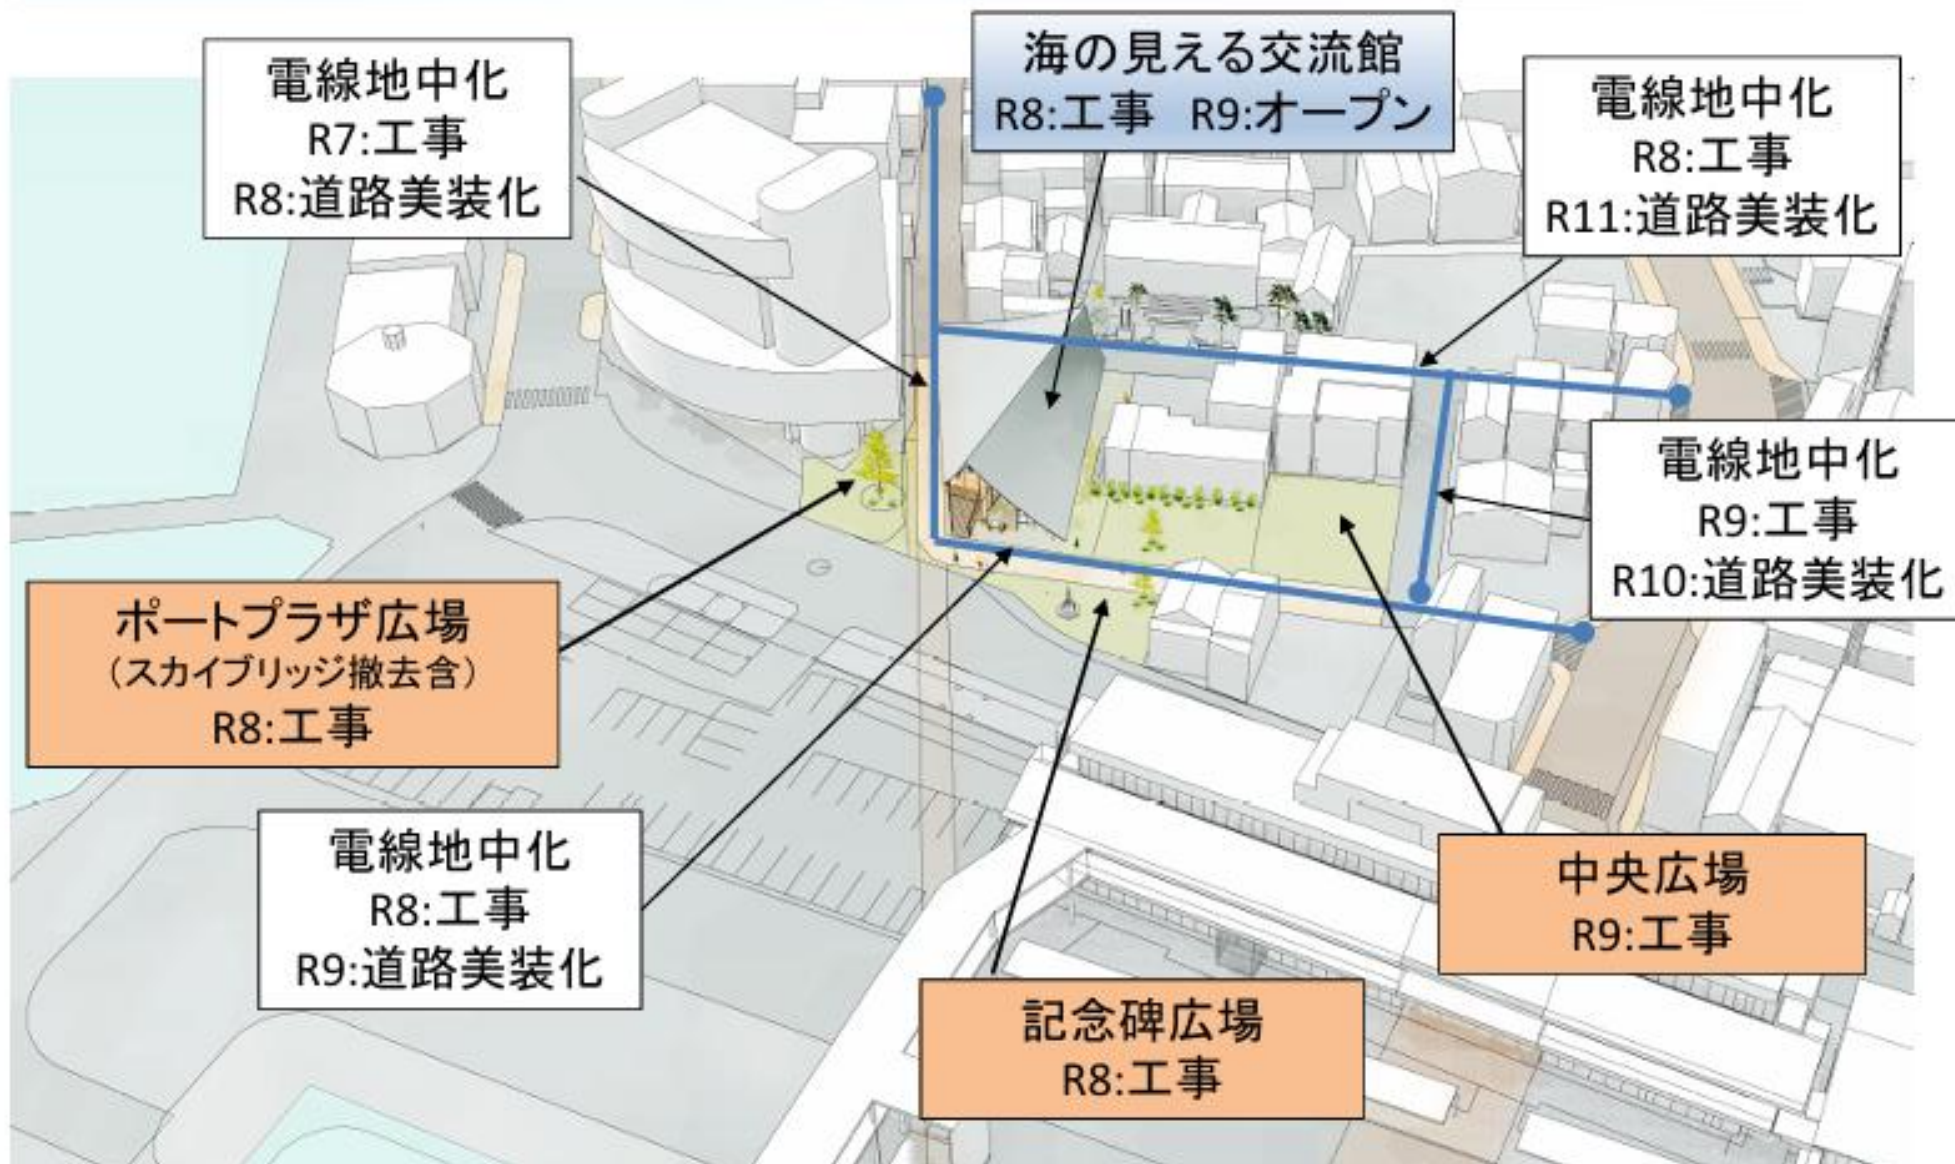 電線地中化
R7:工事
R8:道路美装化
海の見える交流館
R8:工事 R9:オープン
電線地中化
R8:工事
R11:道路美装化
電線地中化
R9:工事
R10:道路美装化
ポートプラザ広場
（スカイブリッジ撤去含）
R8:工事
電線地中化
R8:工事
R9:道路美装化
中央広場
R9:工事
記念碑広場
R8:工事